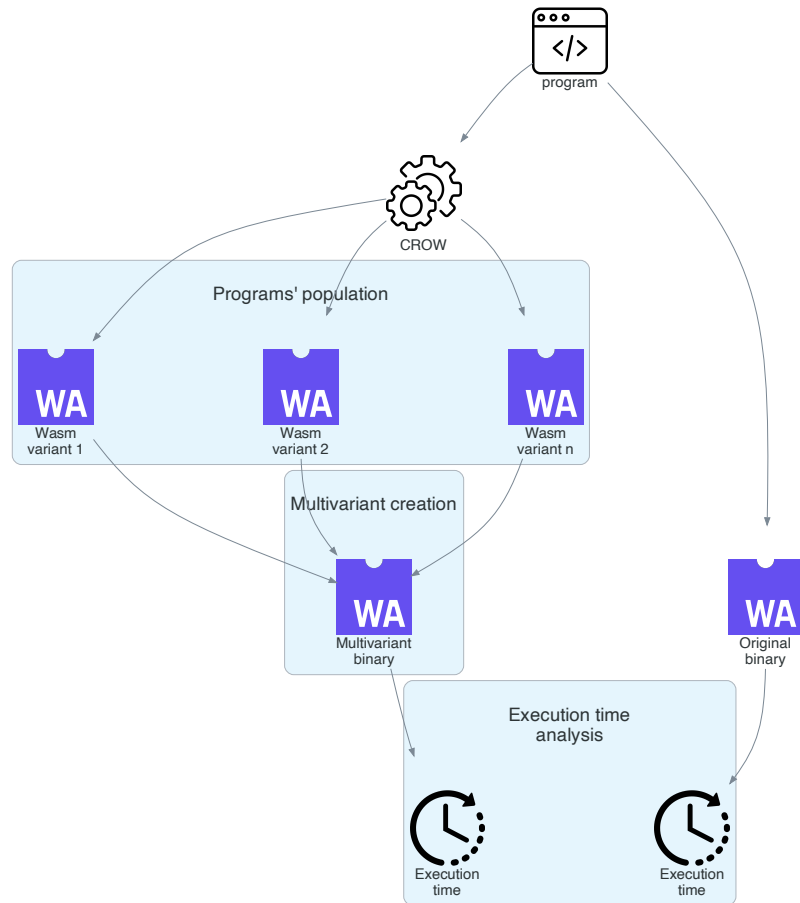 </>
program
CROW
Programs' population
WA
WA
WA
Wasm
variant 1
Wasm
variant 2
Wasm
variant n
Multivariant creation
WA
WA
Multivariant
binary
Original
binary
Execution time
analysis
Execution
time
Execution
time